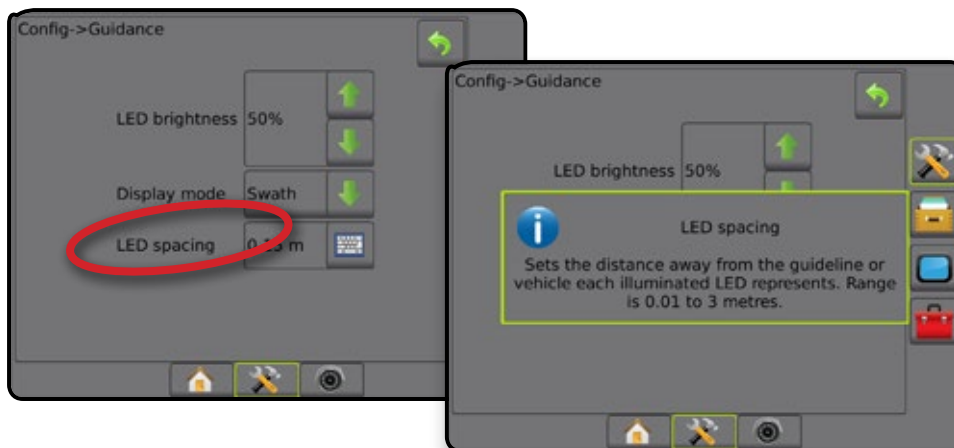 Config->Guidance
LED brightness 50%
Display mode Swath
LED spacing m
Config->Guidance
LED brightness 50%
LED spacing
Sets the distance away from the guideline or
vehicle each illuminated LED represents. Range
is 0.01 to 3 metres.